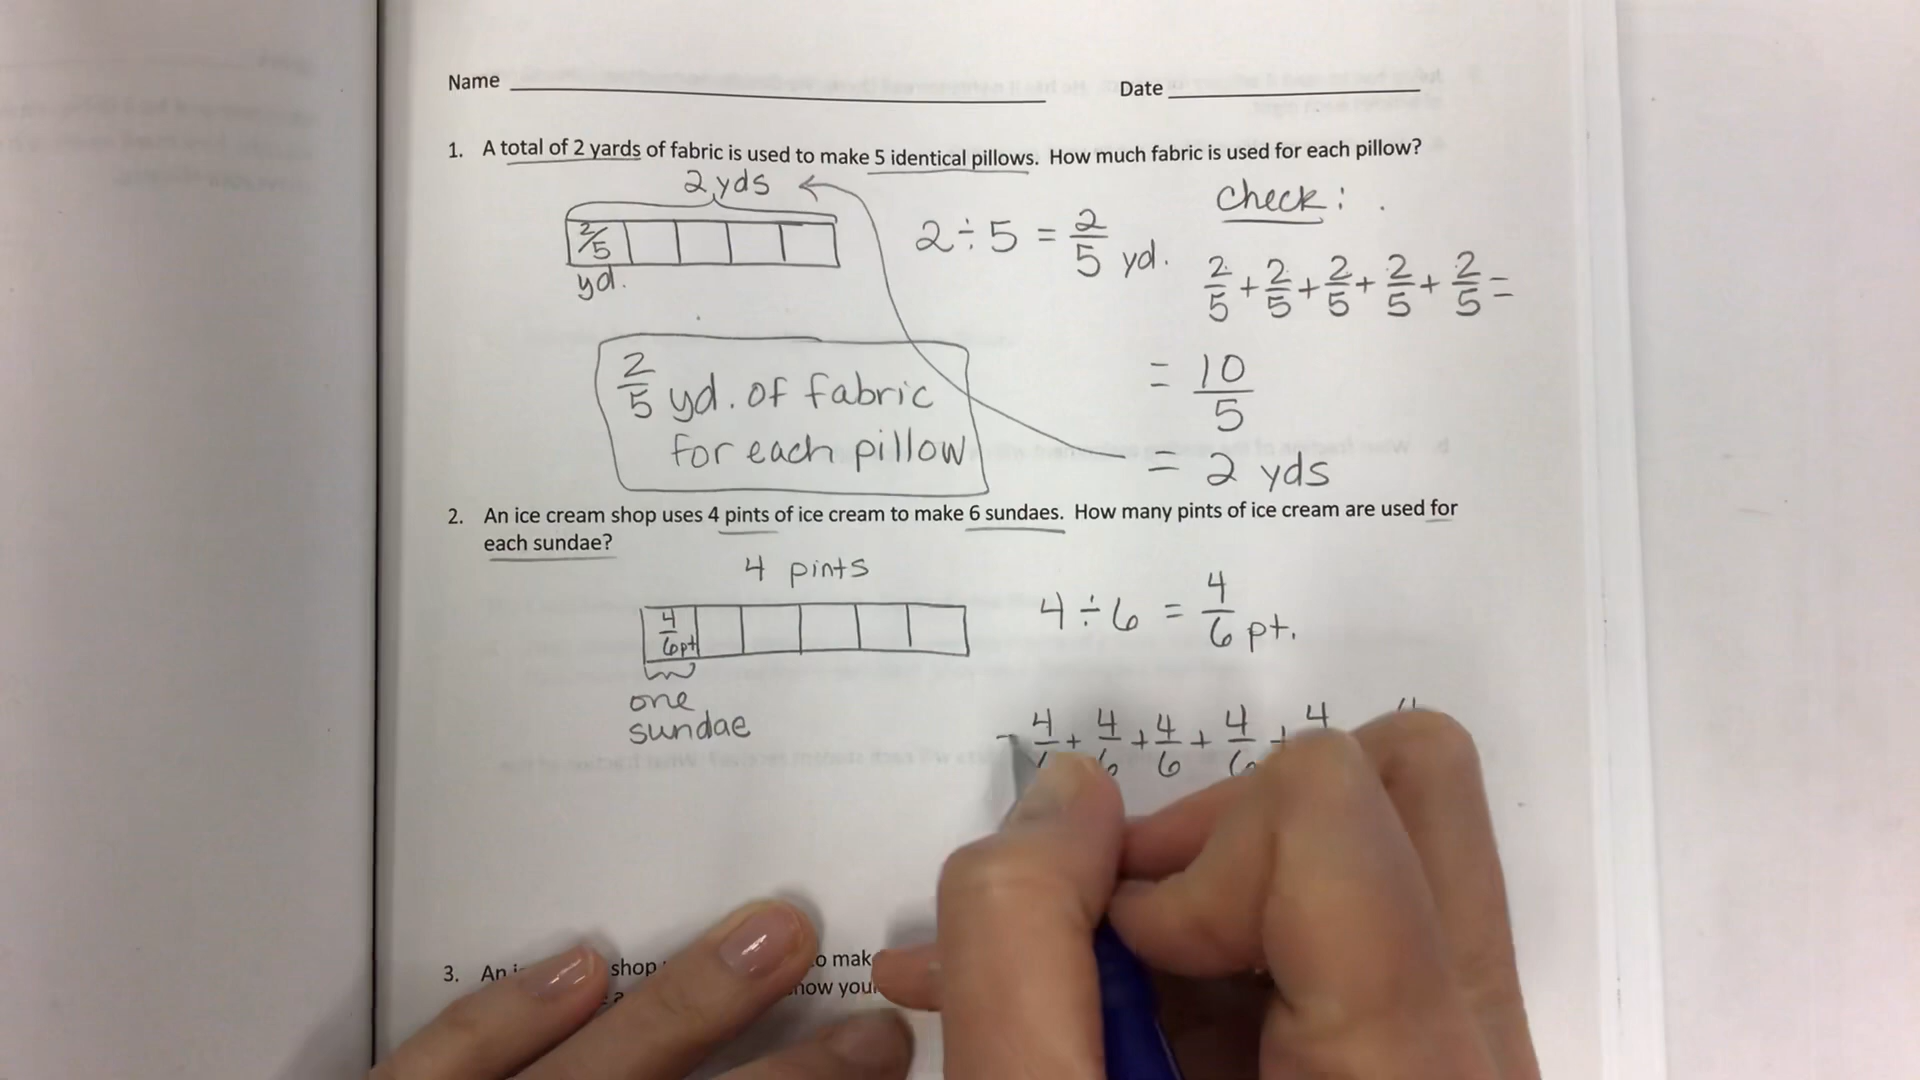 Name
Date
1. A total of 2 yards of fabric is used to make 5 identical pillows. How much fabric is used for each pillow?
2 yds
2/5
yd.
2 ÷ 5 = 2/5 yd.
Check:
2/5 + 2/5 + 2/5 + 2/5 + 2/5 =
= 10/5
= 2 yds
2/5 yd. of fabric
for each pillow
2. An ice cream shop uses 4 pints of ice cream to make 6 sundaes. How many pints of ice cream are used for
each sundae?
4 pints
4/6 pt
one
sundae
4 ÷ 6 = 4/6 pt.
4/6 + 4/6 + 4/6 + 4/6 + 4
3. An shop